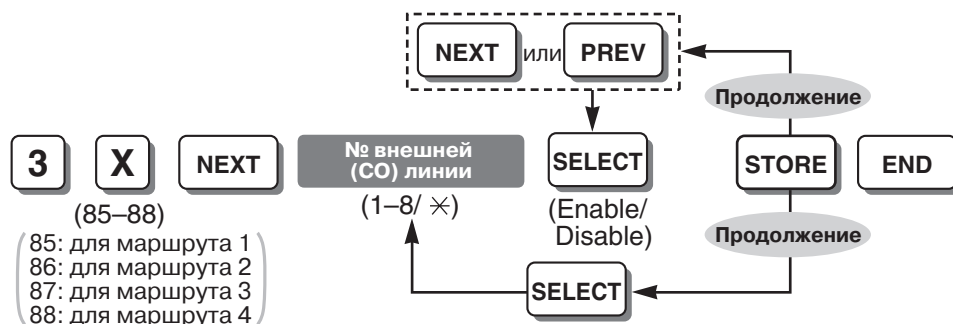 NEXT или PREV
Продолжение
3 X NEXT № внешней (CO) линии SELECT STORE END
(85–88) (1–8/ ✳) (Enable/ Disable)
Продолжение
85: для маршрута 1
86: для маршрута 2
87: для маршрута 3
88: для маршрута 4
SELECT